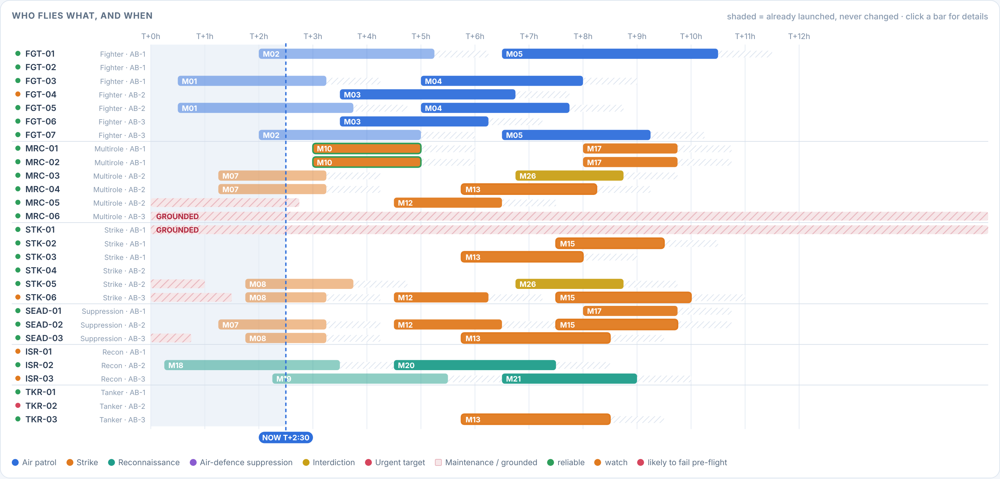 WHO FLIES WHAT, AND WHEN
shaded = already launched, never changed · click a bar for details
T+0h T+1h T+2h T+3h T+4h T+5h T+6h T+7h T+8h T+9h T+10h T+11h T+12h
FGT-01 Fighter · AB-1 M02 M05
FGT-02 Fighter · AB-1
FGT-03 Fighter · AB-1 M01 M04
FGT-04 Fighter · AB-2 M03
FGT-05 Fighter · AB-2 M01 M04
FGT-06 Fighter · AB-3 M03
FGT-07 Fighter · AB-3 M02 M05
MRC-01 Multirole · AB-1 M10 M17
MRC-02 Multirole · AB-1 M10 M17
MRC-03 Multirole · AB-2 M07 M26
MRC-04 Multirole · AB-2 M07 M13
MRC-05 Multirole · AB-2 M12
MRC-06 Multirole · AB-3 GROUNDED
STK-01 Strike · AB-1 GROUNDED
STK-02 Strike · AB-1 M15
STK-03 Strike · AB-1 M13
STK-04 Strike · AB-2
STK-05 Strike · AB-2 M08 M26
STK-06 Strike · AB-3 M08 M12 M15
SEAD-01 Suppression · AB-1 M17
SEAD-02 Suppression · AB-2 M07 M12 M15
SEAD-03 Suppression · AB-3 M08 M13
ISR-01 Recon · AB-1
ISR-02 Recon · AB-2 M18 M20
ISR-03 Recon · AB-3 M19 M21
TKR-01 Tanker · AB-1
TKR-02 Tanker · AB-2
TKR-03 Tanker · AB-3 M13
NOW T+2:30
Air patrol Strike Reconnaissance Air-defence suppression Interdiction Urgent target Maintenance / grounded reliable watch likely to fail pre-flight